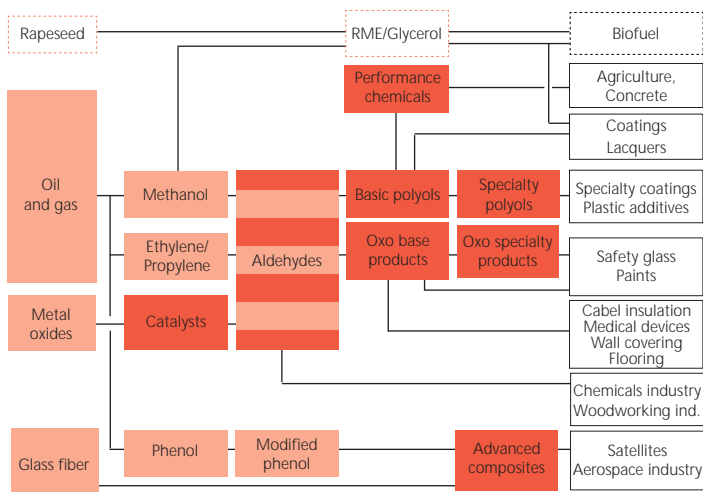 Rapeseed
RME/Glycerol
Biofuel
Performance
chemicals
Agriculture,
Concrete
Coatings
Lacquers
Oil
and gas
Methanol
Basic polyols
Specialty
polyols
Specialty coatings
Plastic additives
Ethylene/
Propylene
Aldehydes
Oxo base
products
Oxo specialty
products
Safety glass
Paints
Metal
oxides
Catalysts
Cabel insulation
Medical devices
Wall covering
Flooring
Chemicals industry
Woodworking ind.
Glass fiber
Phenol
Modified
phenol
Advanced
composites
Satellites
Aerospace industry